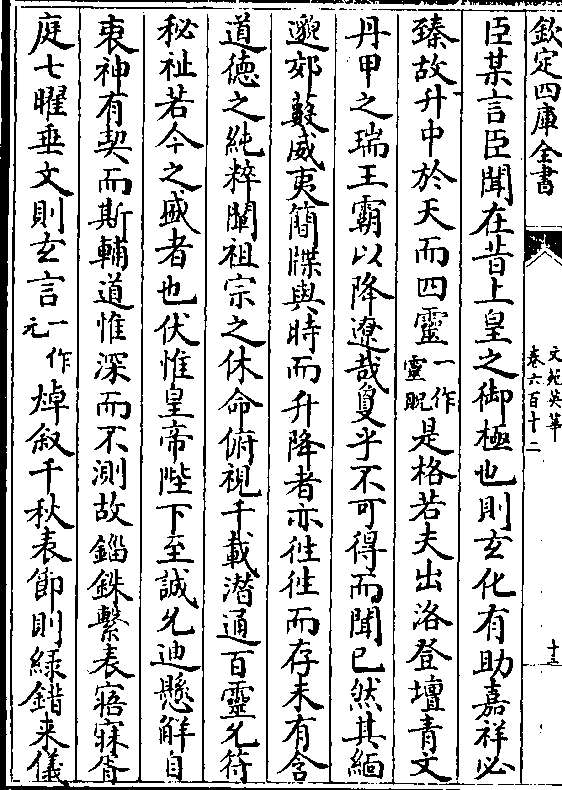 欽定四庫全書
文苑英華
卷六百十二
十三
臣某言臣聞在昔上皇之御極也則玄化有助嘉祥必
臻故升中於天而四靈一作靈貺是格若夫出洛登壇青文
丹甲之瑞王霸以降遼哉夐乎不可得而聞已然其緬
邈郊藪威夷簡牒與時而升降者亦往往而存未有含
道德之純粹闡祖宗之休命俯視千載潛通百靈允符
秘祉若今之盛者也伏惟皇帝陛下至誠允迪懸解自
衷神有契而斯輔道惟深而不測故錙銖繫表寤寐胥
庭七曜垂文則玄言一作元焯叙千秋表節則綠錯来儀